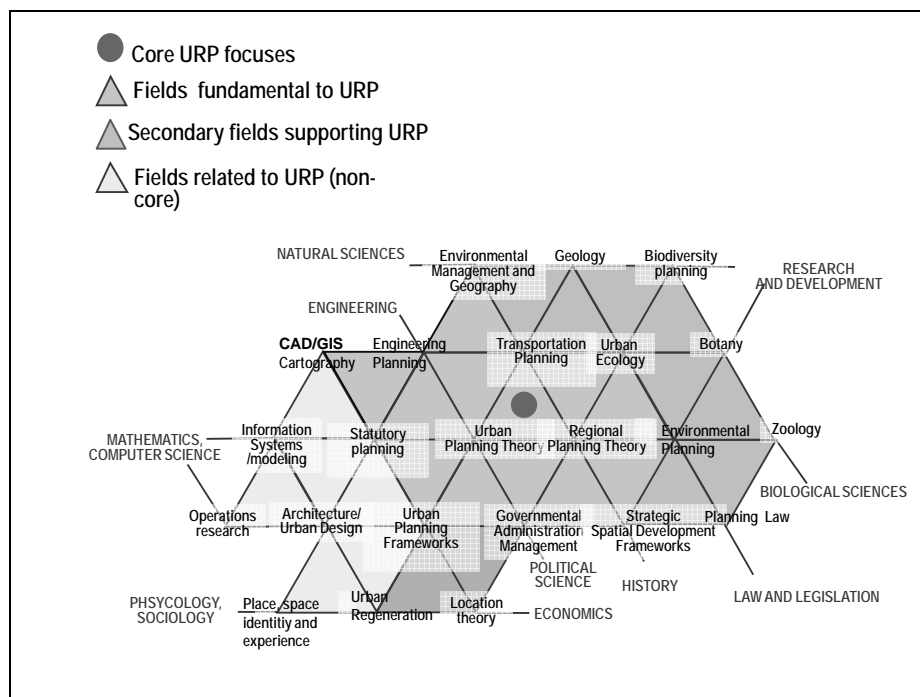 Core URP focuses
Fields fundamental to URP
Secondary fields supporting URP
Fields related to URP (non-
core)
NATURAL SCIENCES
Environmental
Management and
Geography
Geology
Biodiversity
planning
RESEARCH
AND DEVELOPMENT
ENGINEERING
CAD/GIS
Cartography
Engineering
Planning
Transportation
Planning
Urban
Ecology
Botany
MATHEMATICS,
COMPUTER SCIENCE
Information
Systems
/modeling
Statutory
planning
Urban
Planning Theory
Regional
Planning Theory
Environmental
Planning
Zoology
BIOLOGICAL SCIENCES
Operations
research
Architecture/
Urban Design
Urban
Planning
Frameworks
Governmental
Administration
Management
Strategic
Spatial Development
Frameworks
Planning Law
POLITICAL
SCIENCE
HISTORY
LAW AND LEGISLATION
PHSYCOLOGY,
SOCIOLOGY
Place, space
identitiy and
experience
Urban
Regeneration
Location
theory
ECONOMICS